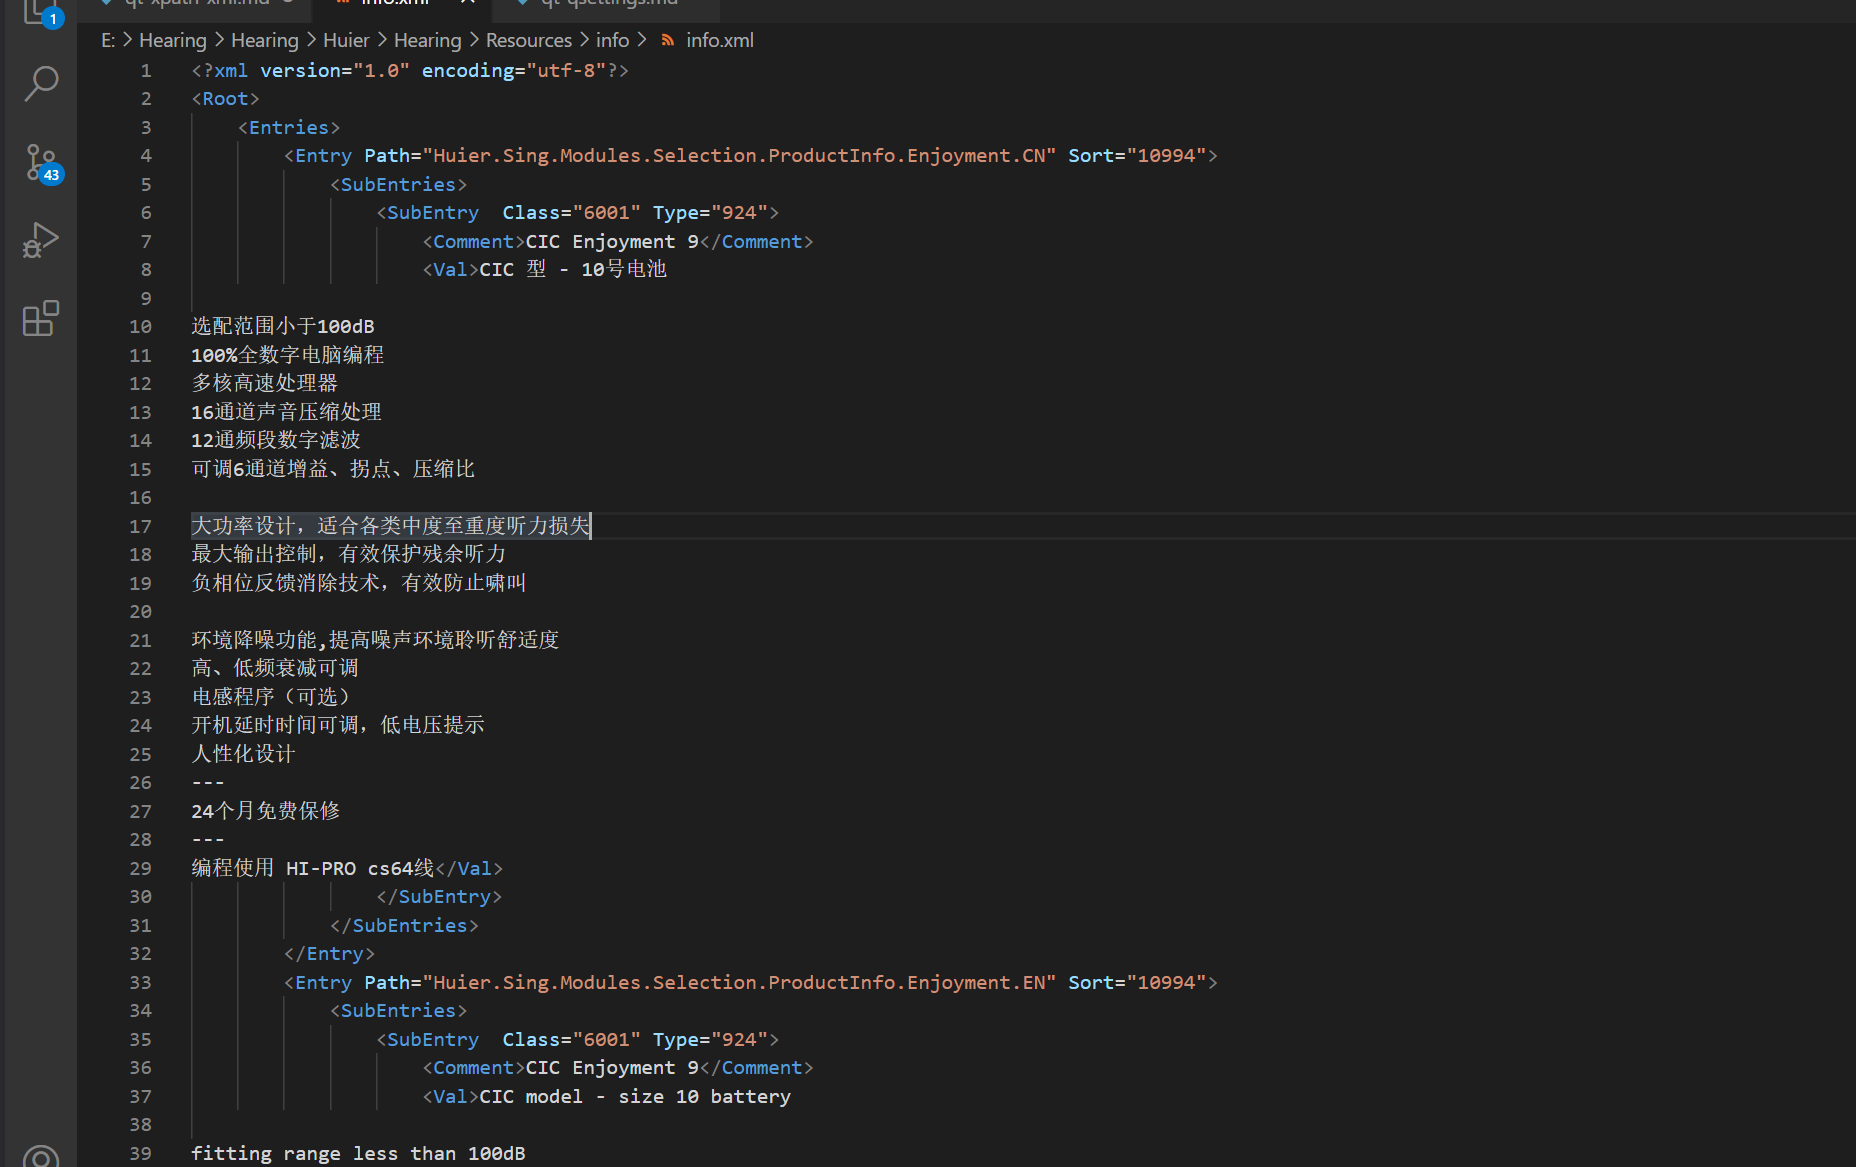 qt-xpath-xml.md info.xml qt-qsettings.md
1
E: > Hearing > Hearing > Huier > Hearing > Resources > info > info.xml
1 <?xml version="1.0" encoding="utf-8"?>
2 <Root>
3 <Entries>
4 <Entry Path="Huier.Sing.Modules.Selection.ProductInfo.Enjoyment.CN" Sort="10994">
5 <SubEntries>
43
6 <SubEntry  Class="6001" Type="924">
7 <Comment>CIC Enjoyment 9</Comment>
8 <Val>CIC 型 - 10号电池
9
10 选配范围小于100dB
11 100%全数字电脑编程
12 多核高速处理器
13 16通道声音压缩处理
14 12通频段数字滤波
15 可调6通道增益、拐点、压缩比
16
17 大功率设计，适合各类中度至重度听力损失
18 最大输出控制，有效保护残余听力
19 负相位反馈消除技术，有效防止啸叫
20
21 环境降噪功能,提高噪声环境聆听舒适度
22 高、低频衰减可调
23 电感程序（可选）
24 开机延时时间可调，低电压提示
25 人性化设计
26 ---
27 24个月免费保修
28 ---
29 编程使用 HI-PRO cs64线</Val>
30 </SubEntry>
31 </SubEntries>
32 </Entry>
33 <Entry Path="Huier.Sing.Modules.Selection.ProductInfo.Enjoyment.EN" Sort="10994">
34 <SubEntries>
35 <SubEntry  Class="6001" Type="924">
36 <Comment>CIC Enjoyment 9</Comment>
37 <Val>CIC model - size 10 battery
38
39 fitting range less than 100dB